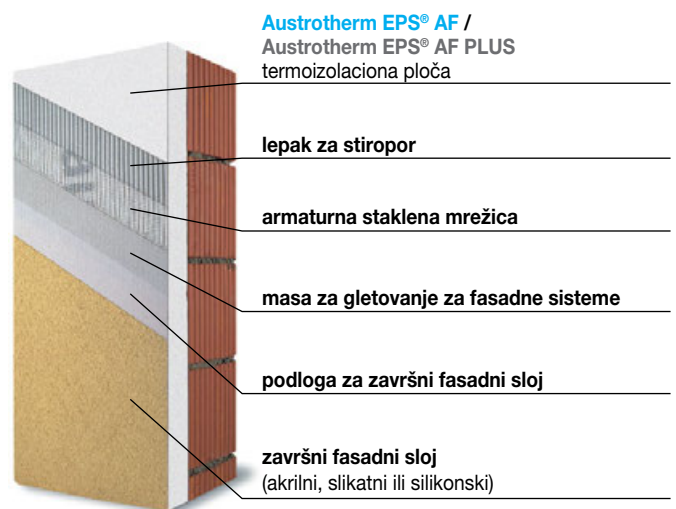 Austrotherm EPS® AF /
Austrotherm EPS® AF PLUS
termoizolaciona ploča
lepak za stiropor
armaturna staklena mrežica
masa za gletovanje za fasadne sisteme
podloga za završni fasadni sloj
završni fasadni sloj
(akrilni, slikatni ili silikonski)